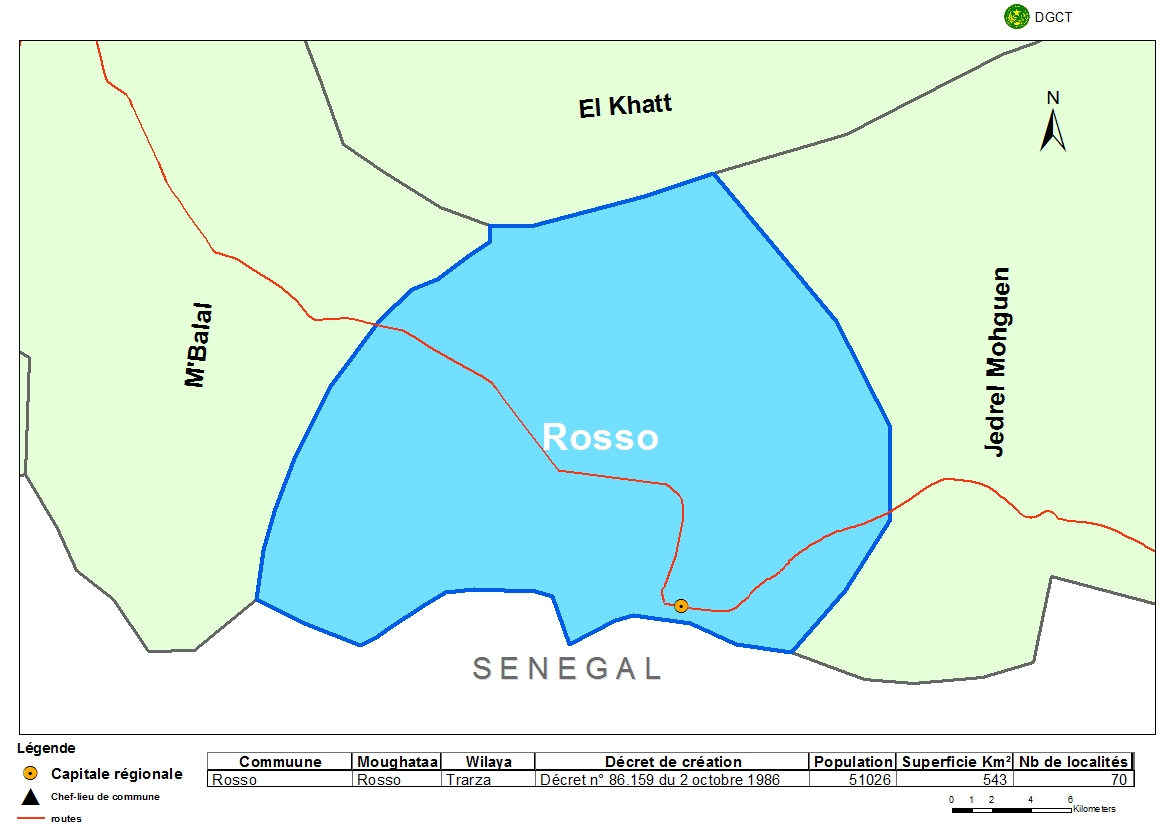 DGCT
El Khatt
N
M'Balal
Jedrel Mohguen
Rosso
SENEGAL
Légende
Capitale régionale
Chef-lieu de commune
routes
Commuune Moughataa Wilaya Décret de création Population Superficie Km² Nb de localités
Rosso Rosso Trarza Décret n° 86.159 du 2 octobre 1986 51026 543 70
0 1 2 4 6
Kilometers